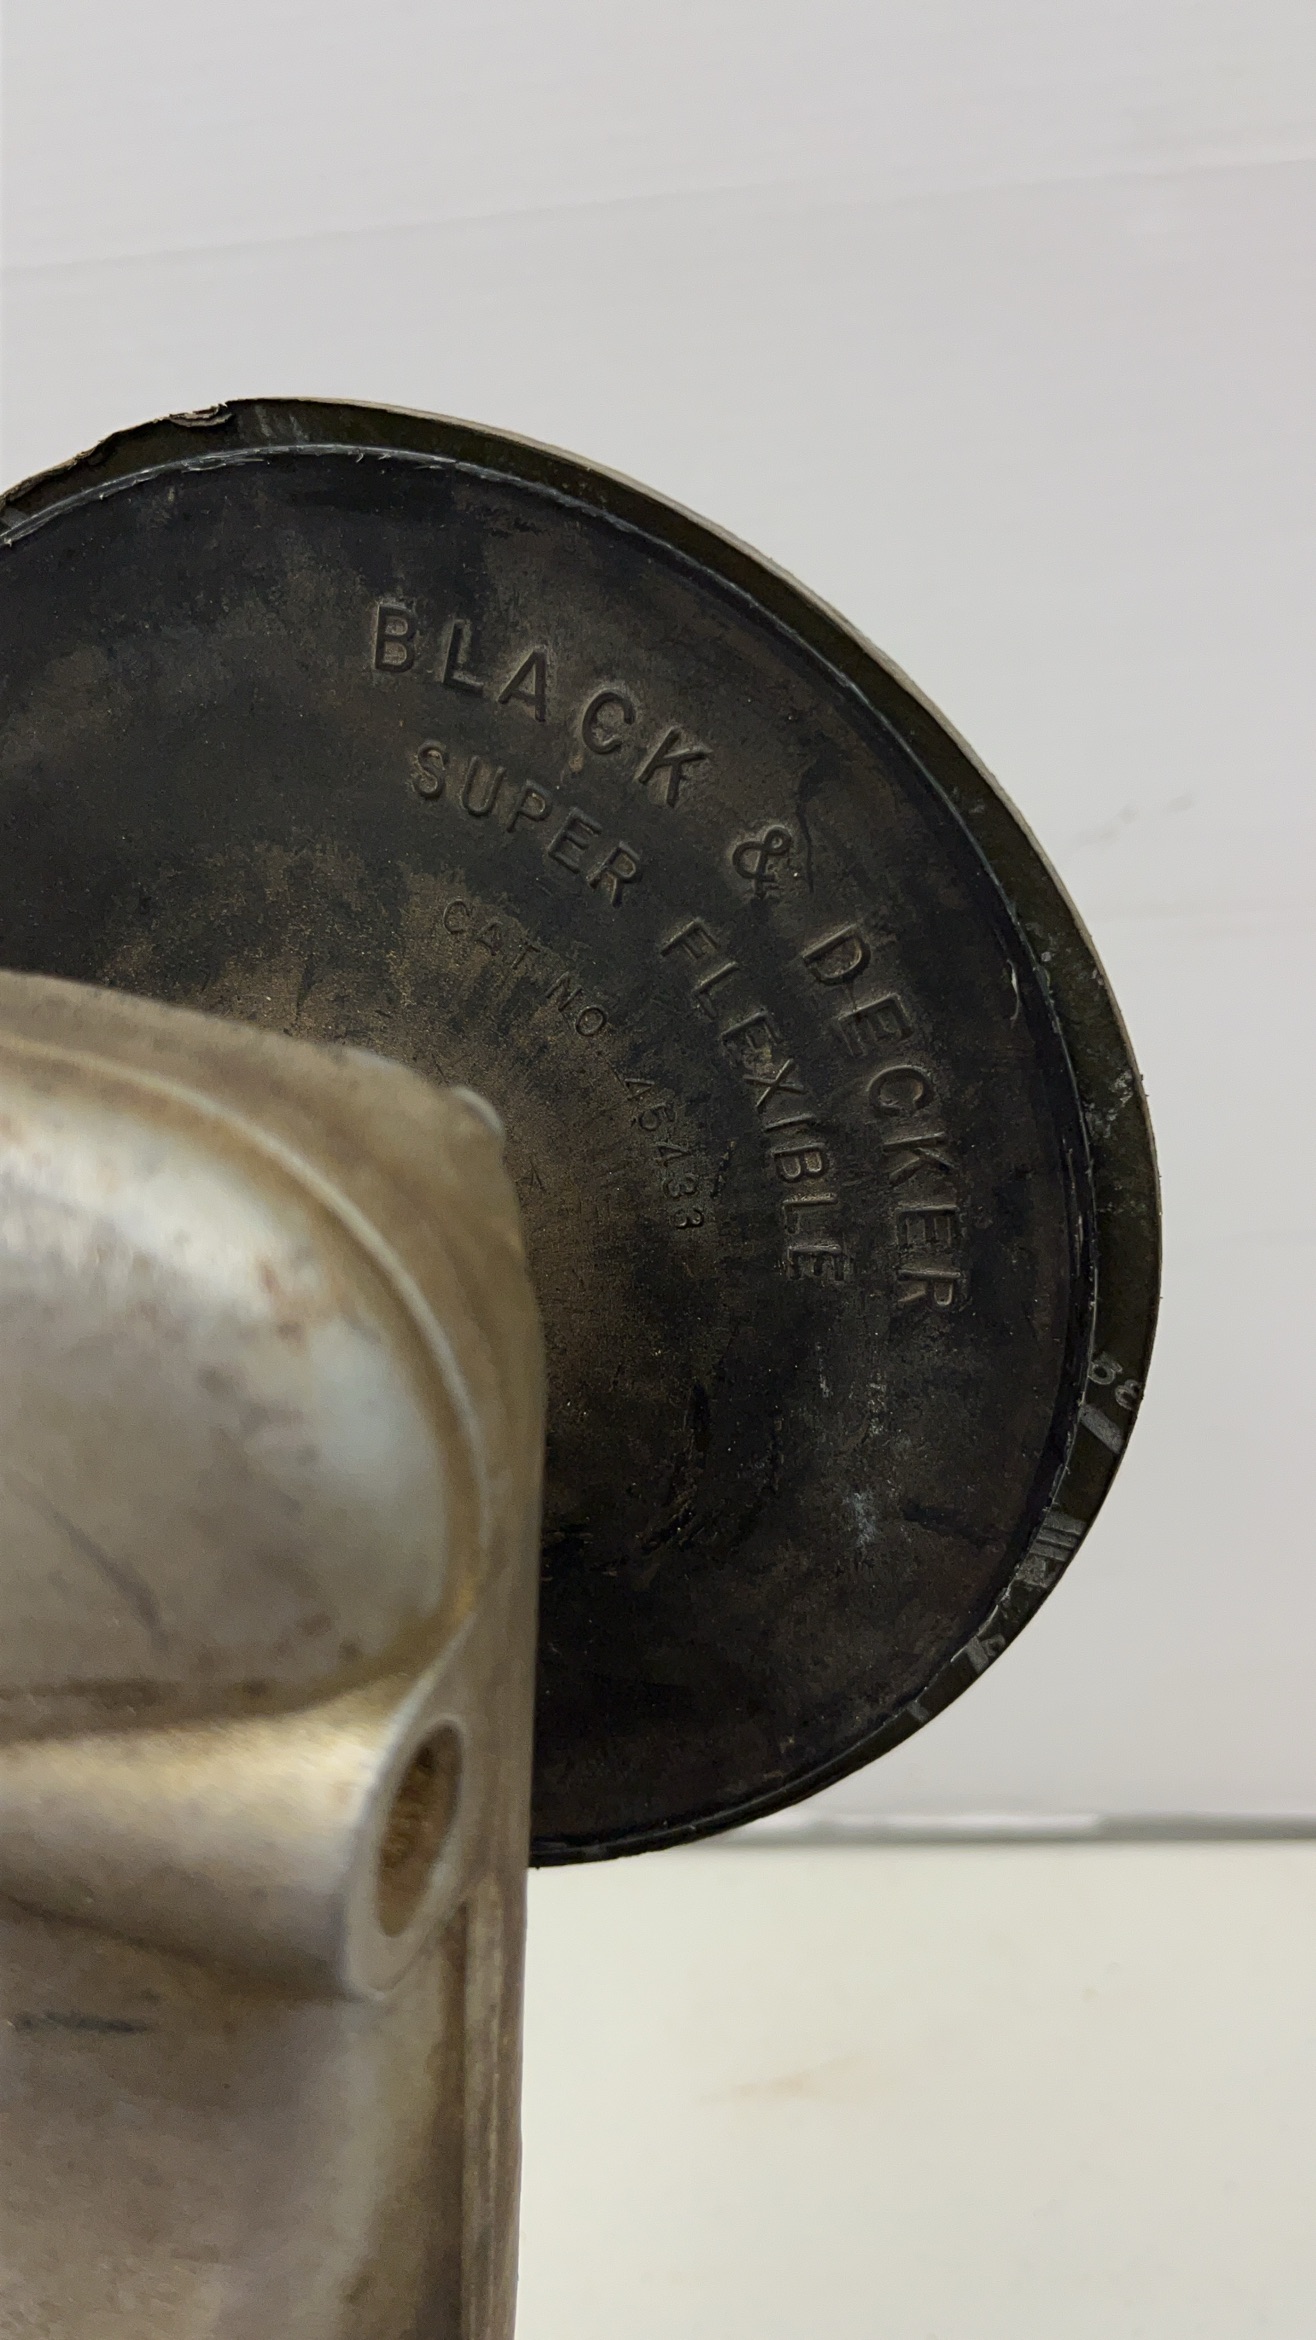 BLACK & DECKER
SUPER FLEXIBLE
CAT. NO. 45433